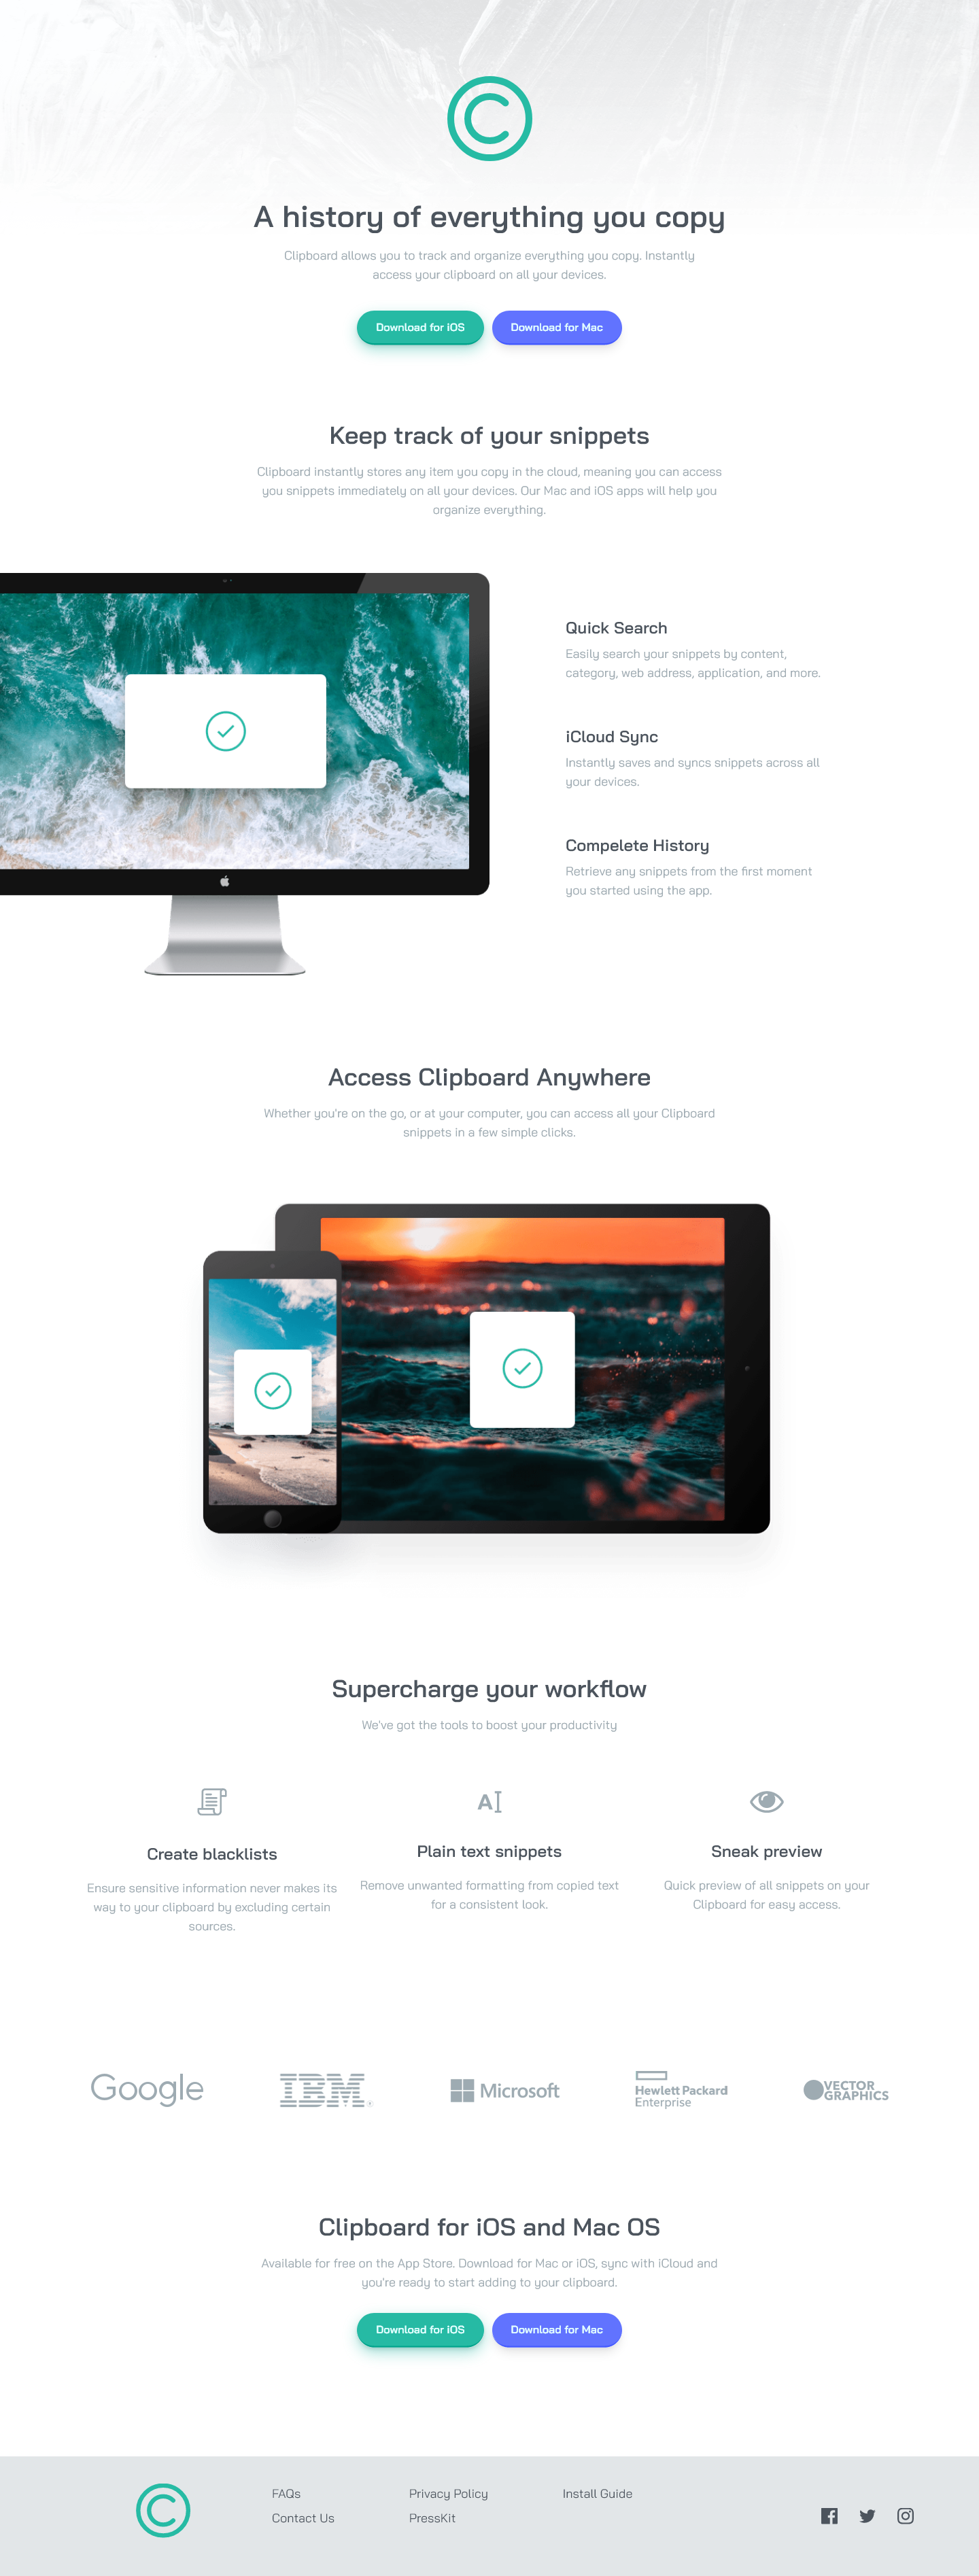 A history of everything you copy
Clipboard allows you to track and organize everything you copy. Instantly
access your clipboard on all your devices.
Download for iOS
Download for Mac
Keep track of your snippets
Clipboard instantly stores any item you copy in the cloud, meaning you can access
you snippets immediately on all your devices. Our Mac and iOS apps will help you
organize everything.
Quick Search
Easily search your snippets by content,
category, web address, application, and more.
iCloud Sync
Instantly saves and syncs snippets across all
your devices.
Compelete History
Retrieve any snippets from the first moment
you started using the app.
Access Clipboard Anywhere
Whether you're on the go, or at your computer, you can access all your Clipboard
snippets in a few simple clicks.
Supercharge your workflow
We've got the tools to boost your productivity
Create blacklists
Ensure sensitive information never makes its
way to your clipboard by excluding certain
sources.
Plain text snippets
Remove unwanted formatting from copied text
for a consistent look.
Sneak preview
Quick preview of all snippets on your
Clipboard for easy access.
Google
IBM
Microsoft
Hewlett Packard
Enterprise
VECTOR
GRAPHICS
Clipboard for iOS and Mac OS
Available for free on the App Store. Download for Mac or iOS, sync with iCloud and
you're ready to start adding to your clipboard.
Download for iOS
Download for Mac
FAQs
Contact Us
Privacy Policy
PressKit
Install Guide